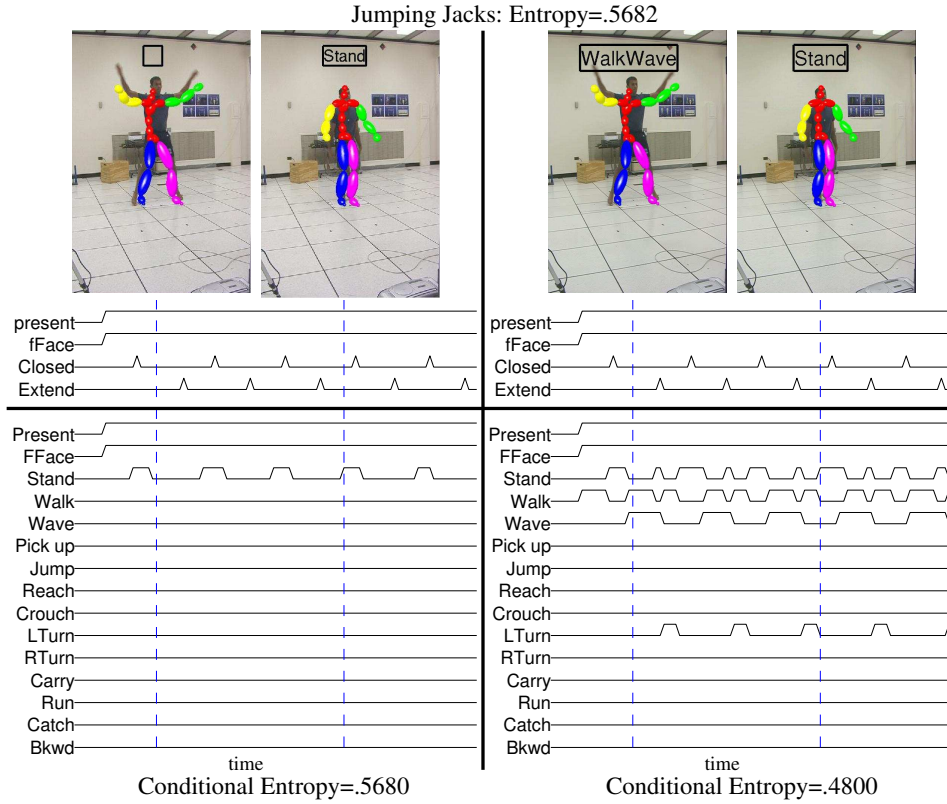 Jumping Jacks: Entropy=.5682
Stand
WalkWave
Stand
present
fFace
Closed
Extend
present
fFace
Closed
Extend
Present
FFace
Stand
Walk
Wave
Pick up
Jump
Reach
Crouch
LTurn
RTurn
Carry
Run
Catch
Bkwd
time
Conditional Entropy=.5680
Present
FFace
Stand
Walk
Wave
Pick up
Jump
Reach
Crouch
LTurn
RTurn
Carry
Run
Catch
Bkwd
time
Conditional Entropy=.4800